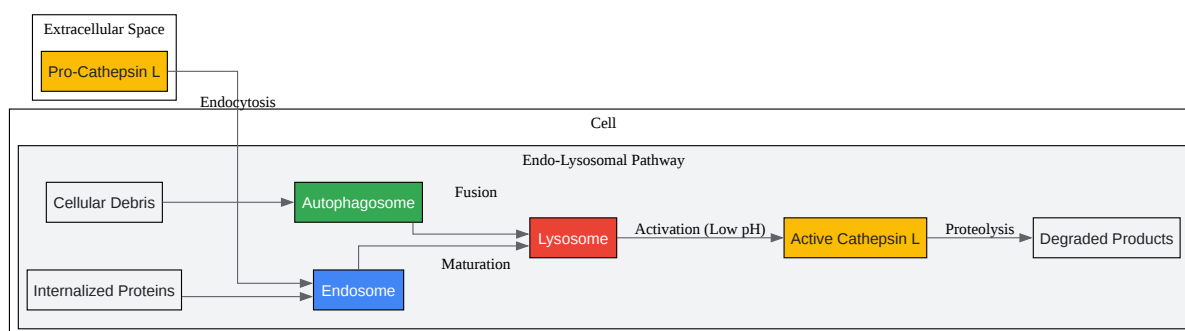 Extracellular Space
Pro-Cathepsin L
Endocytosis
Cell
Endo-Lysosomal Pathway
Cellular Debris
Autophagosome
Fusion
Lysosome
Activation (Low pH)
Active Cathepsin L
Proteolysis
Degraded Products
Maturation
Internalized Proteins
Endosome